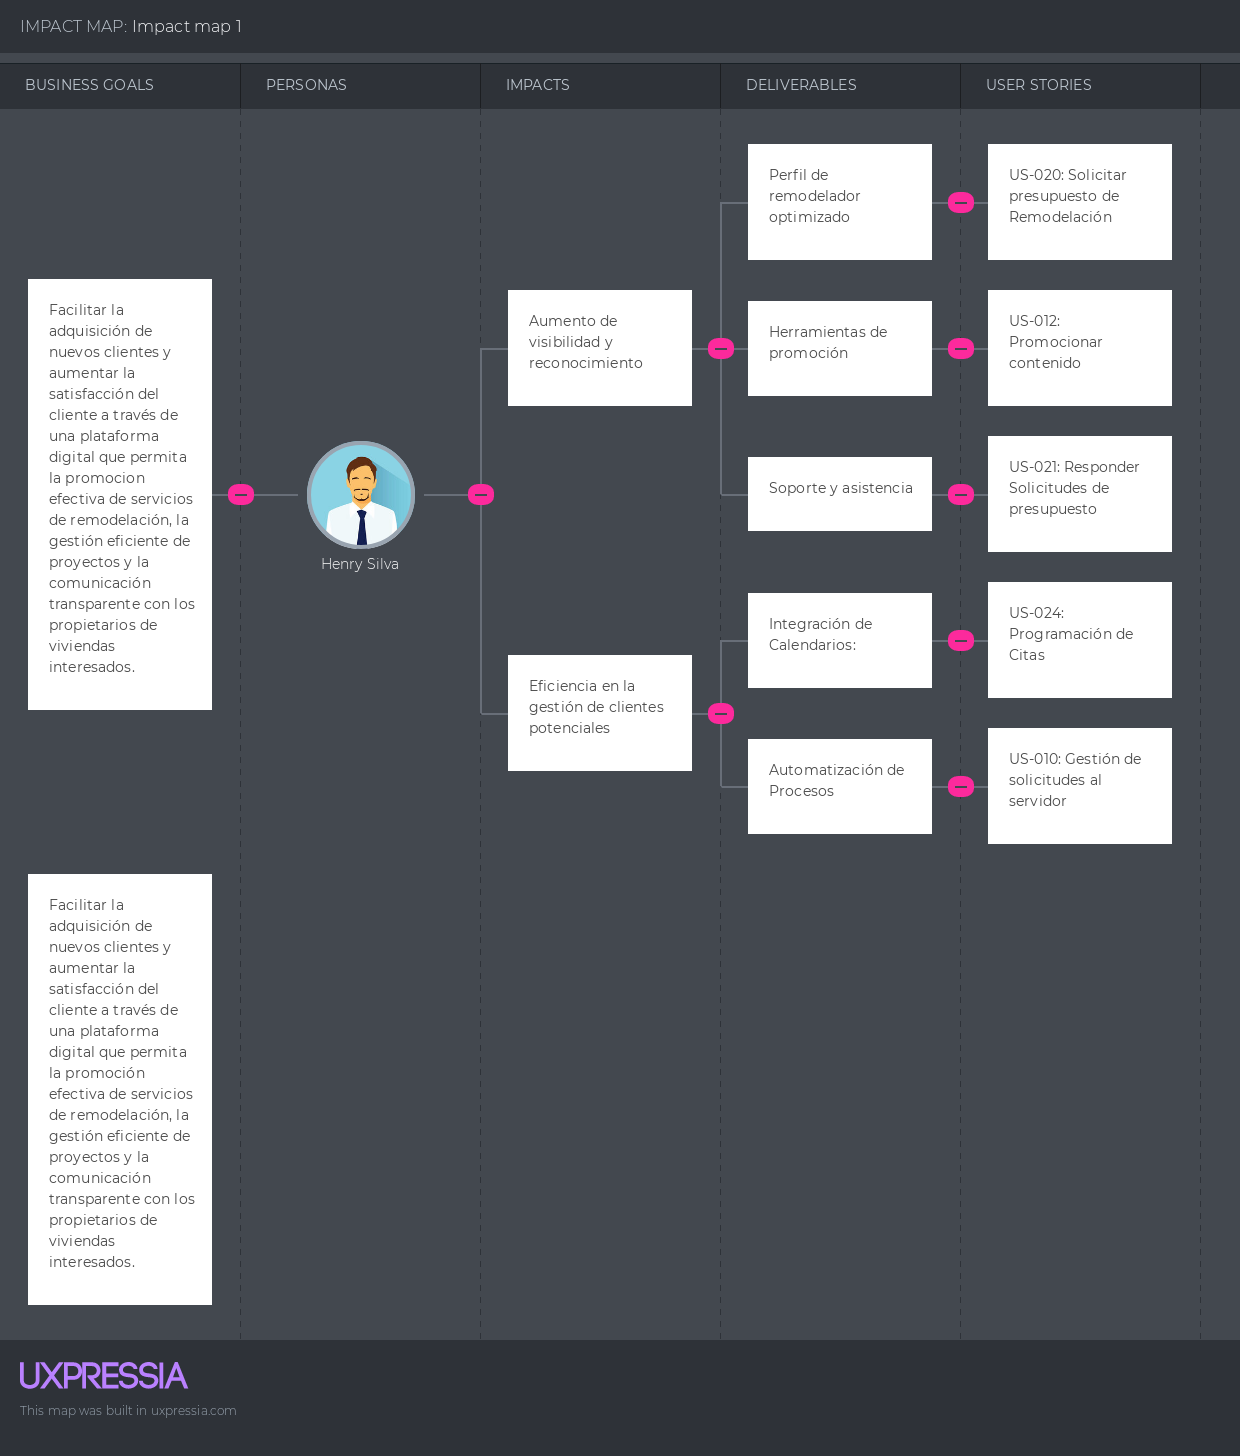 IMPACT MAP: Impact map 1
BUSINESS GOALS
PERSONAS
IMPACTS
DELIVERABLES
USER STORIES
Facilitar la
adquisición de
nuevos clientes y
aumentar la
satisfacción del
cliente a través de
una plataforma
digital que permita
la promocion
efectiva de servicios
de remodelación, la
gestión eficiente de
proyectos y la
comunicación
transparente con los
propietarios de
viviendas
interesados.
Henry Silva
Aumento de
visibilidad y
reconocimiento
Perfil de
remodelador
optimizado
US-020: Solicitar
presupuesto de
Remodelación
Herramientas de
promoción
US-012:
Promocionar
contenido
Soporte y asistencia
US-021: Responder
Solicitudes de
presupuesto
Eficiencia en la
gestión de clientes
potenciales
Integración de
Calendarios:
US-024:
Programación de
Citas
Automatización de
Procesos
US-010: Gestión de
solicitudes al
servidor
Facilitar la
adquisición de
nuevos clientes y
aumentar la
satisfacción del
cliente a través de
una plataforma
digital que permita
la promoción
efectiva de servicios
de remodelación, la
gestión eficiente de
proyectos y la
comunicación
transparente con los
propietarios de
viviendas
interesados.
UXPRESSIA
This map was built in uxpressia.com